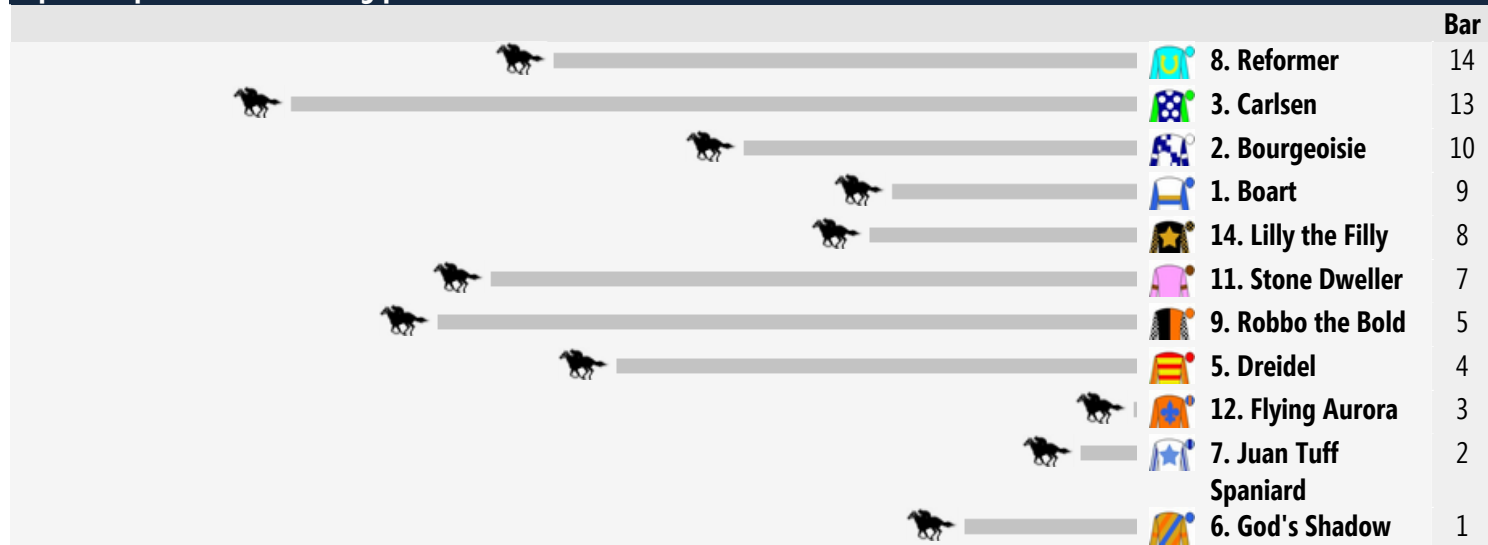 Bar
8. Reformer 14
3. Carlsen 13
2. Bourgeoisie 10
1. Boart 9
14. Lilly the Filly 8
11. Stone Dweller 7
9. Robbo the Bold 5
5. Dreidel 4
12. Flying Aurora 3
7. Juan Tuff 2
Spaniard
6. God's Shadow 1